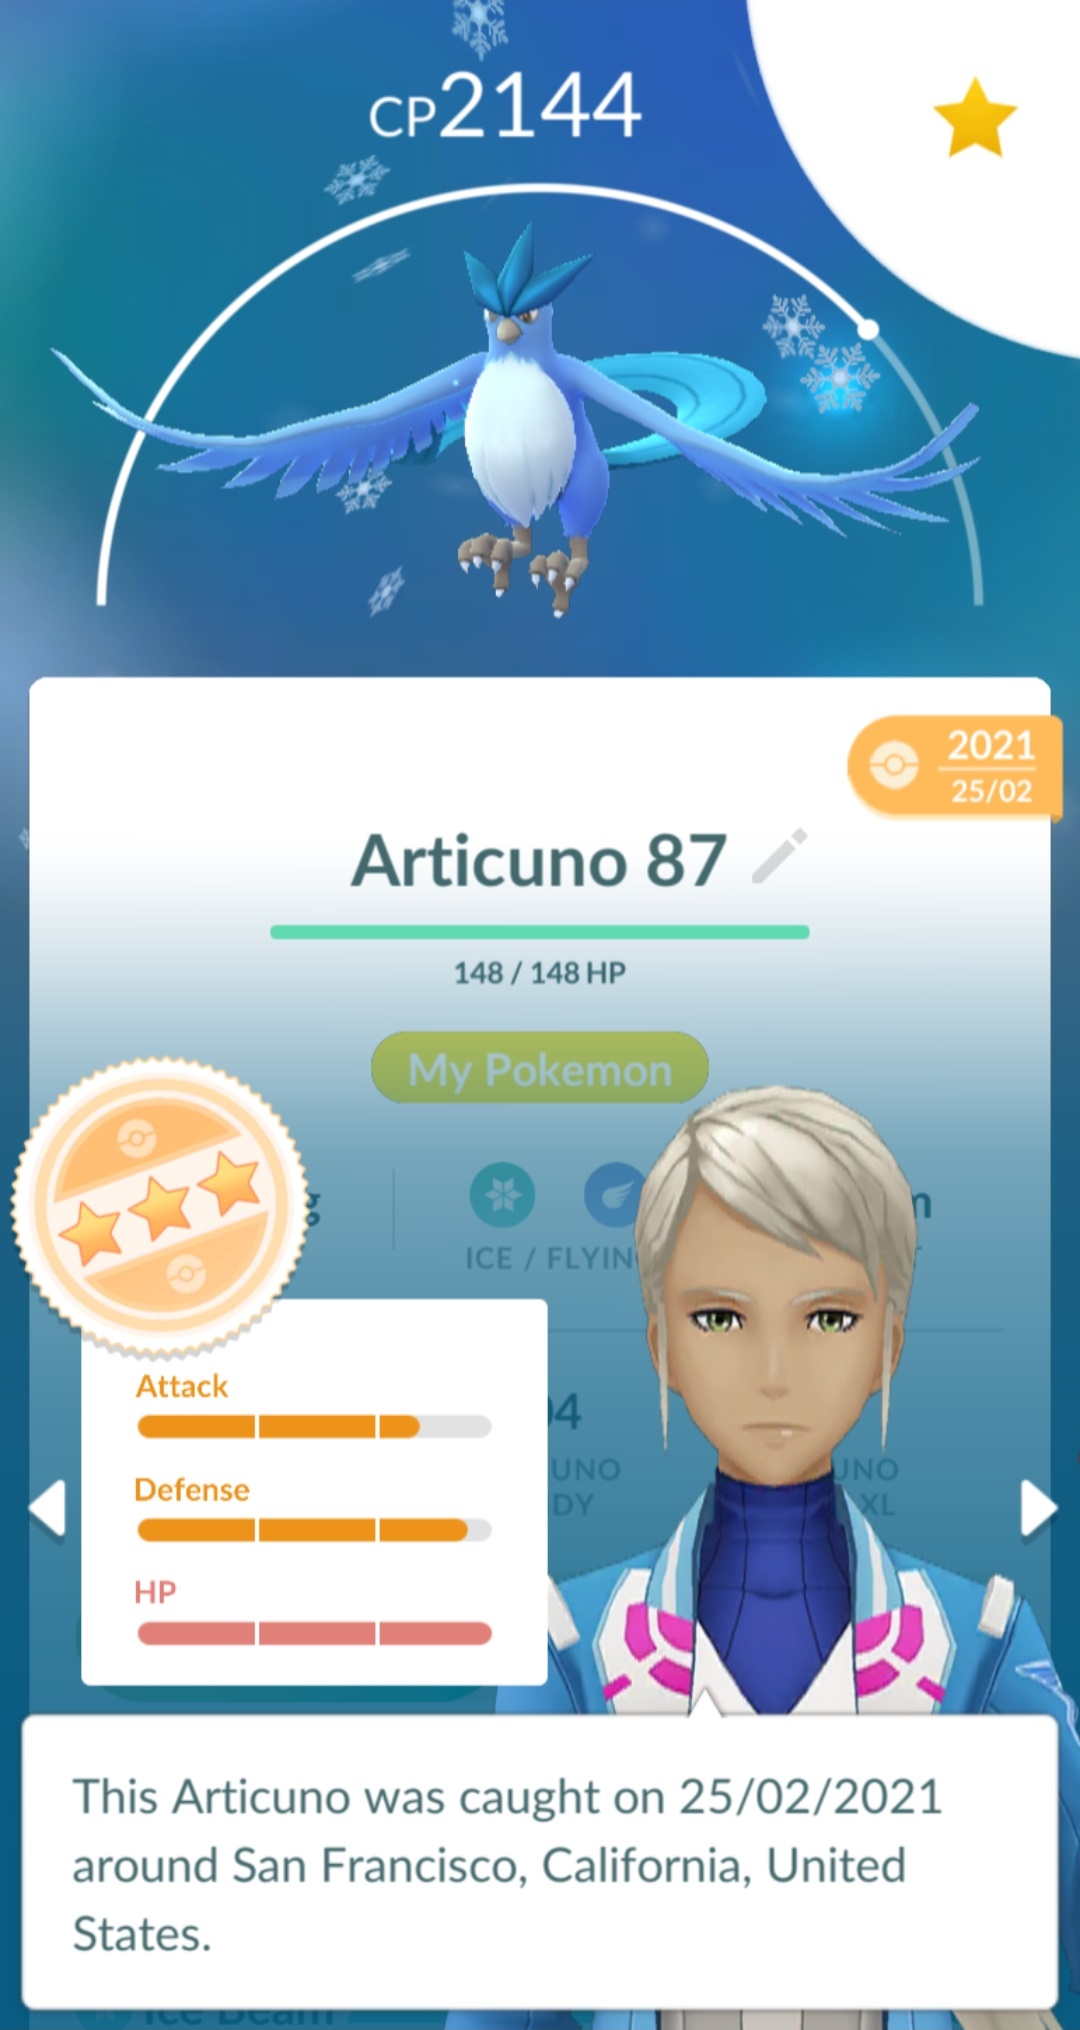 CP2144
2021
25/02
Articuno 87
148 / 148 HP
My Pokemon
ICE / FLYIN
Attack
Defense
HP
04
UNO
UNO
DY
XL
This Articuno was caught on 25/02/2021
around San Francisco, California, United
States.
Ice Beam